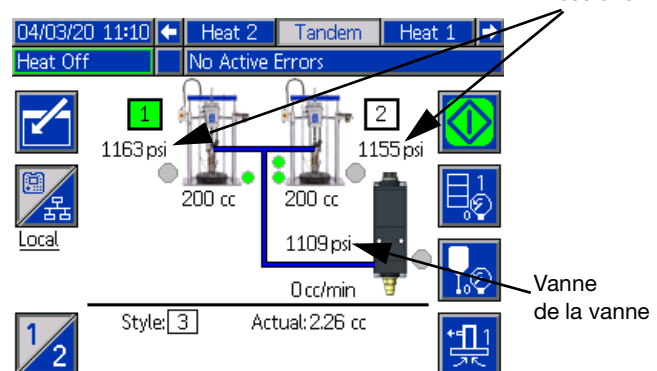 04/03/20 11:10 Heat 2 Tandem Heat 1
Heat Off No Active Errors
1 2
1163 psi 1155 psi
200 cc 200 cc
1
Local
1109 psi
0 cc/min
Vanne
de la vanne
Style: 3 Actual: 2.26 cc
1/2
1